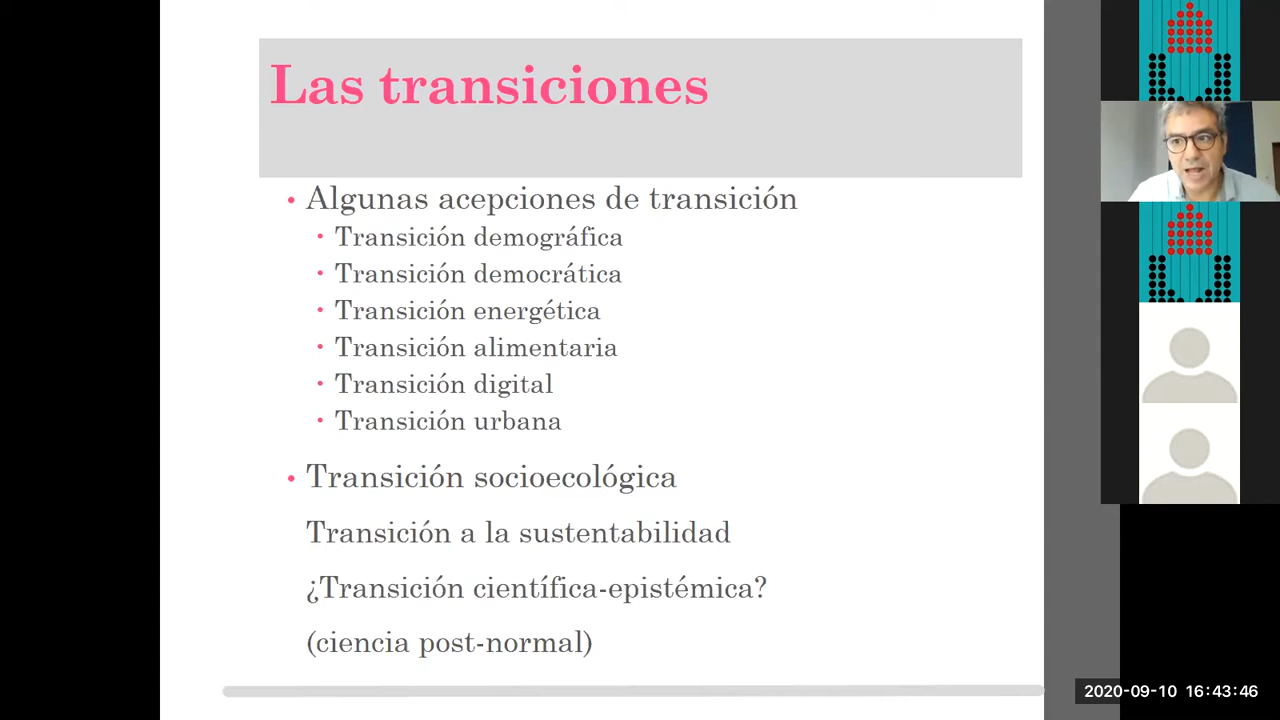 Las transiciones
• Algunas acepciones de transición
• Transición demográfica
• Transición democrática
• Transición energética
• Transición alimentaria
• Transición digital
• Transición urbana
• Transición socioecológica
Transición a la sustentabilidad
¿Transición científica-epistémica?
(ciencia post-normal)
2020-09-10 16:43:46